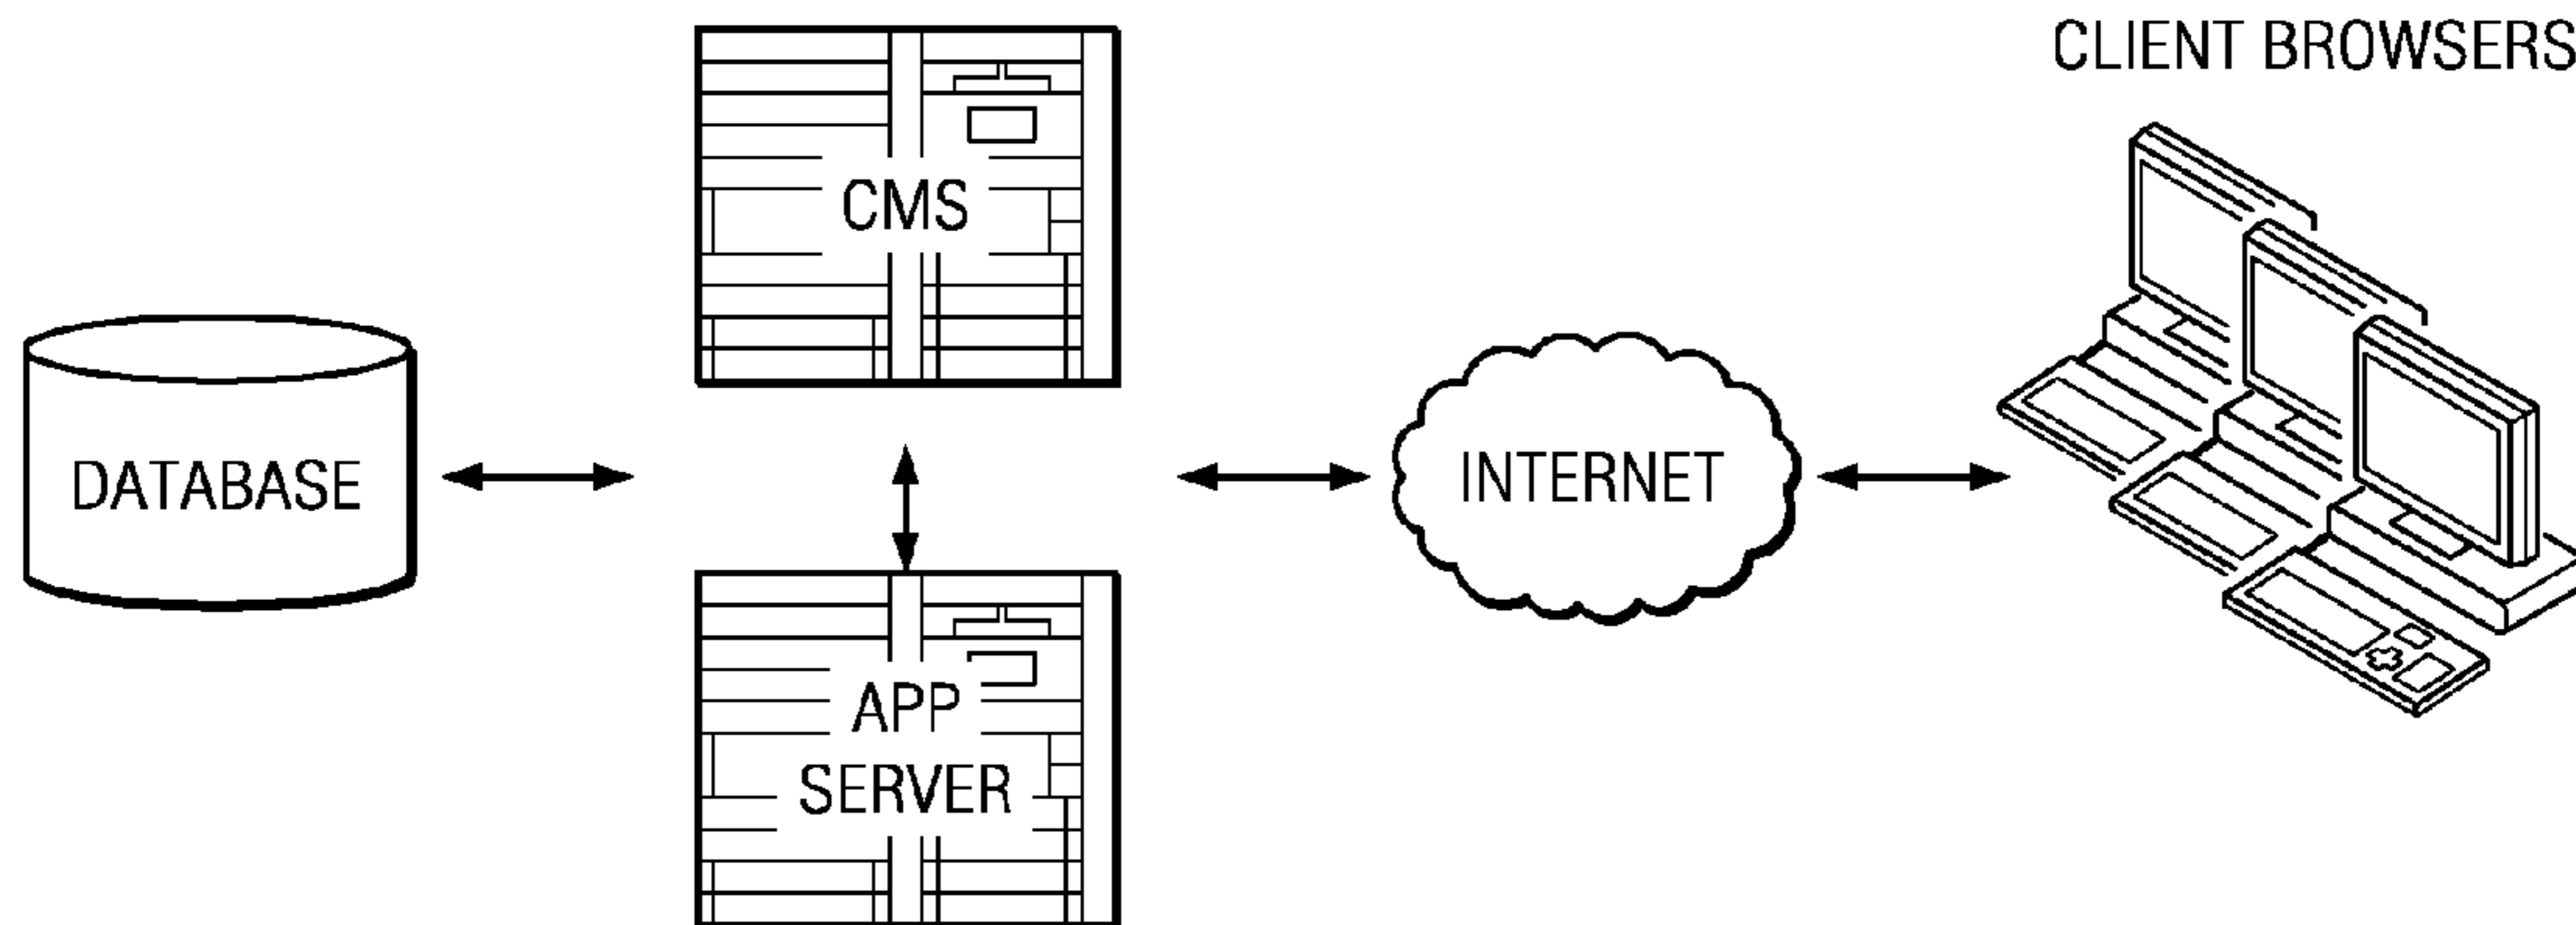 CLIENT BROWSERS
CMS
DATABASE
INTERNET
APP
SERVER